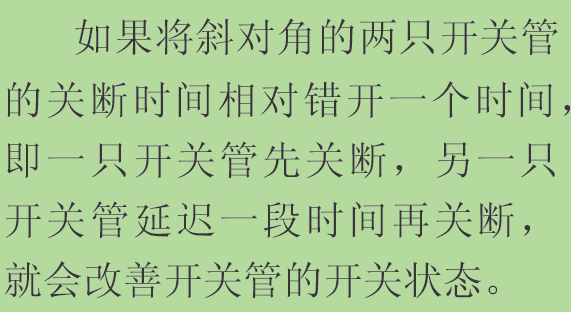 如果将斜对角的两只开关管
的关断时间相对错开一个时间，
即一只开关管先关断，另一只
开关管延迟一段时间再关断，
就会改善开关管的开关状态。